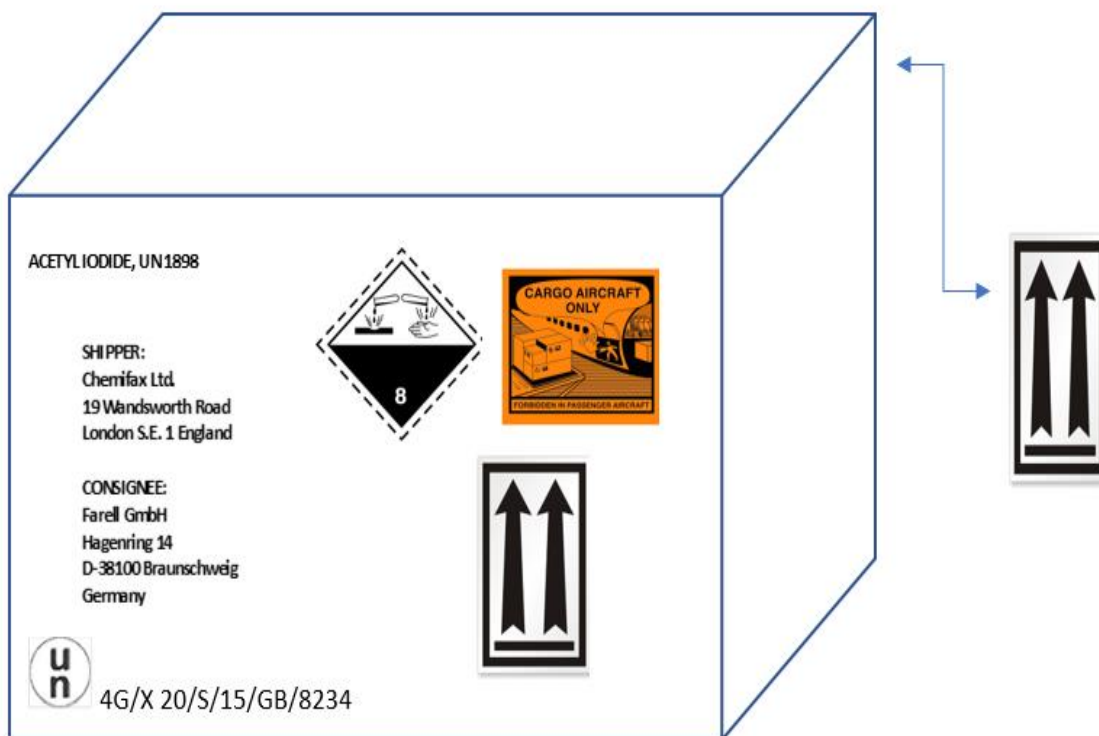 ACETYL IODIDE, UN1898
SHIPPER:
Chemifax Ltd.
19 Wandsworth Road
London S.E. 1 England
CONSIGNEE:
Farell GmbH
Hagenring 14
D-38100 Braunschweig
Germany
u
n
4G/X 20/S/15/GB/8234
8
CARGO AIRCRAFT
ONLY
FORBIDDEN IN PASSENGER AIRCRAFT